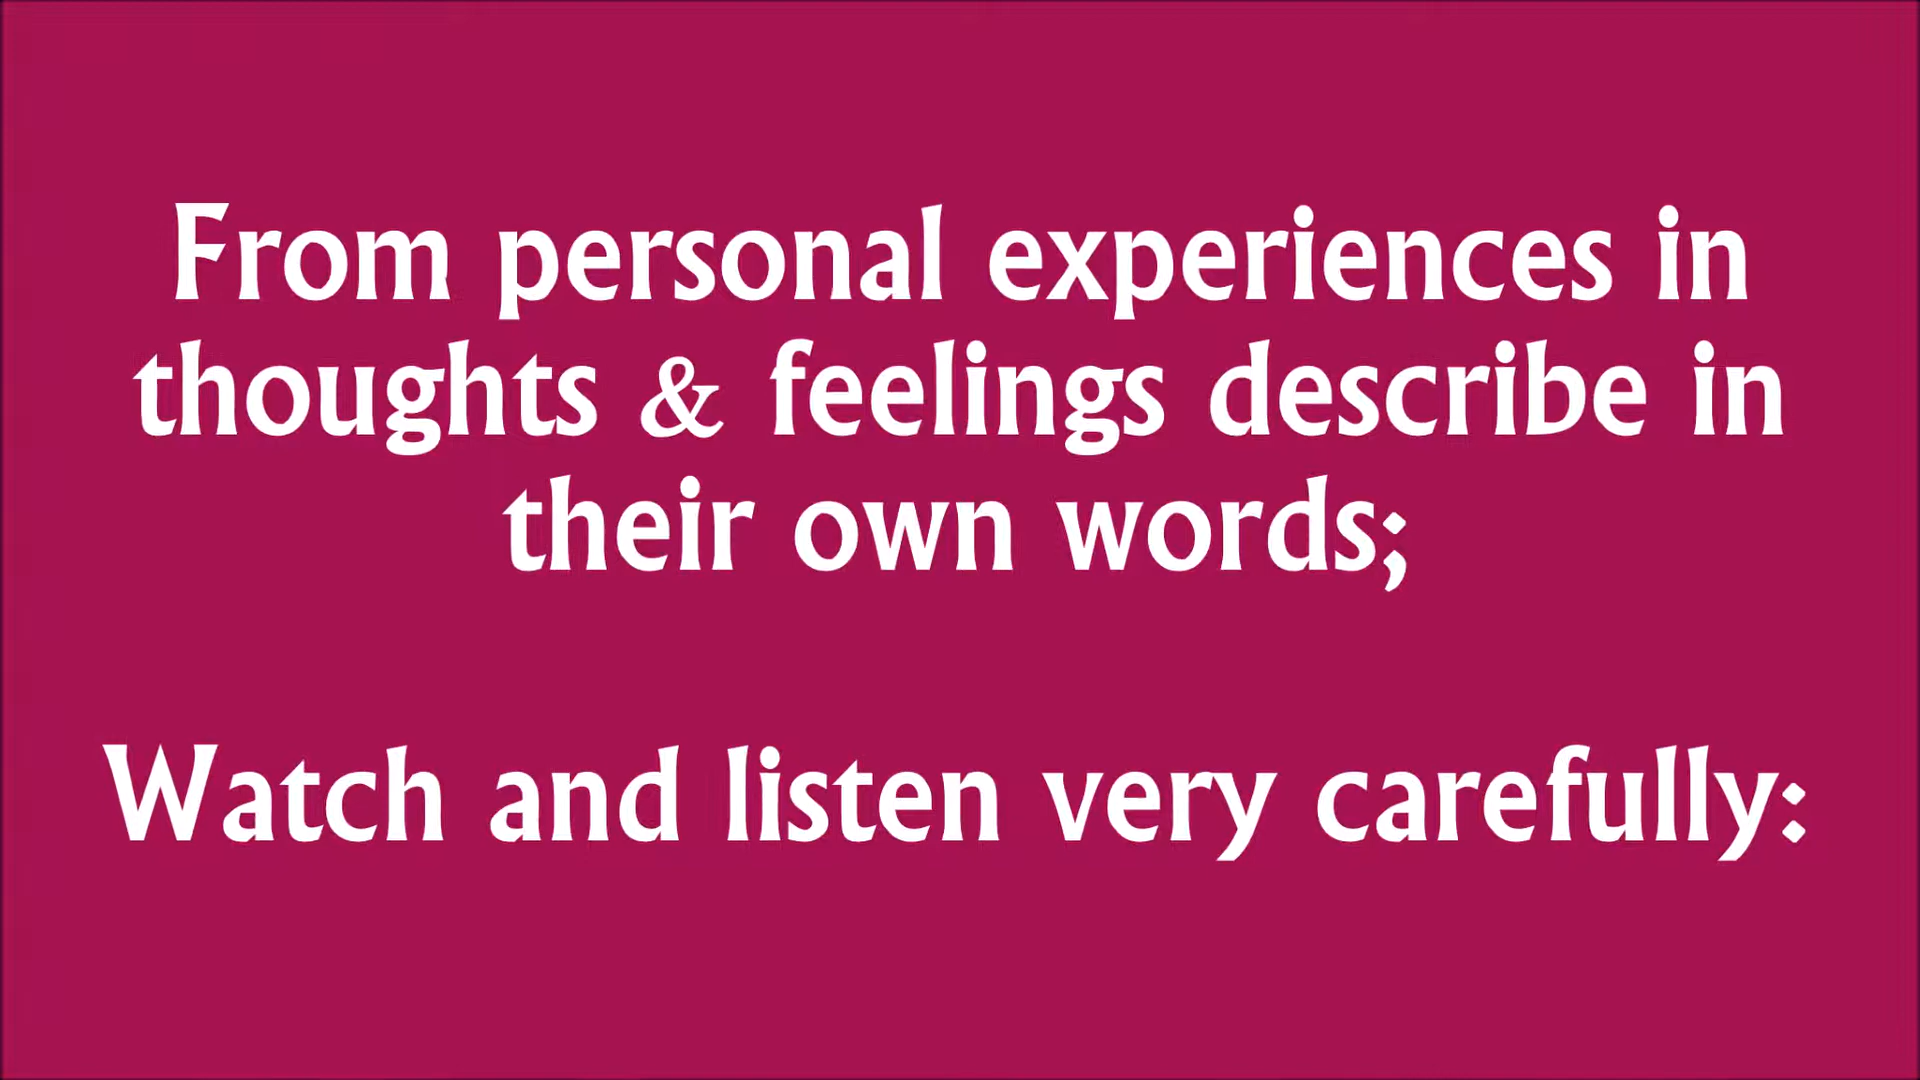 From personal experiences in
thoughts & feelings describe in
their own words;
Watch and listen very carefully: